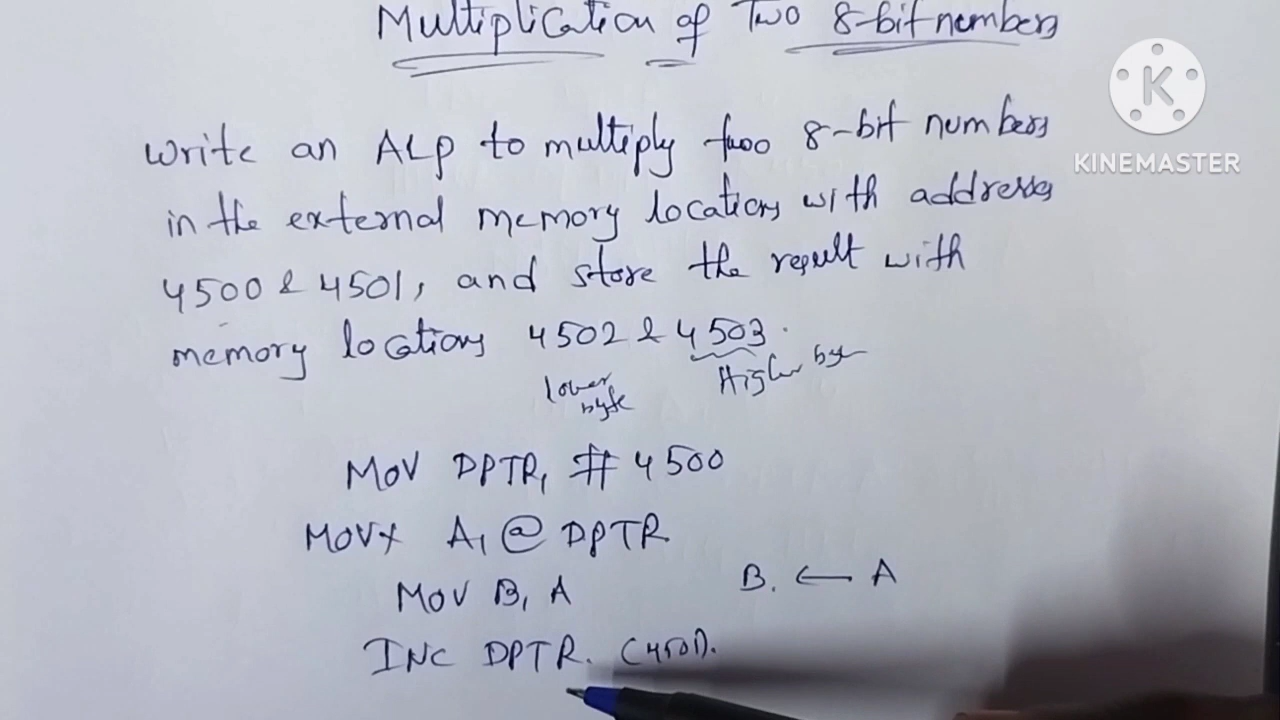 Multiplication of Two 8-bit numbers
K
KINEMASTER
Write an ALP to multiply two 8-bit numbers
in the external memory locations with addresses
4500 & 4501, and store the result with
memory locations 4502 & 4503.
lower byte
Higher byte
MOV DPTR, # 4500
MOVX A, @ DPTR
MOV B, A
B. ← A
INC DPTR. (4501).